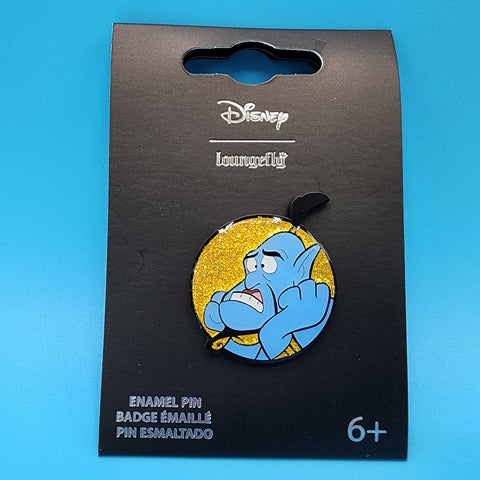 Disney
loungefly
ENAMEL PIN
BADGE ÉMAILLÉ
PIN ESMALTADO
6+